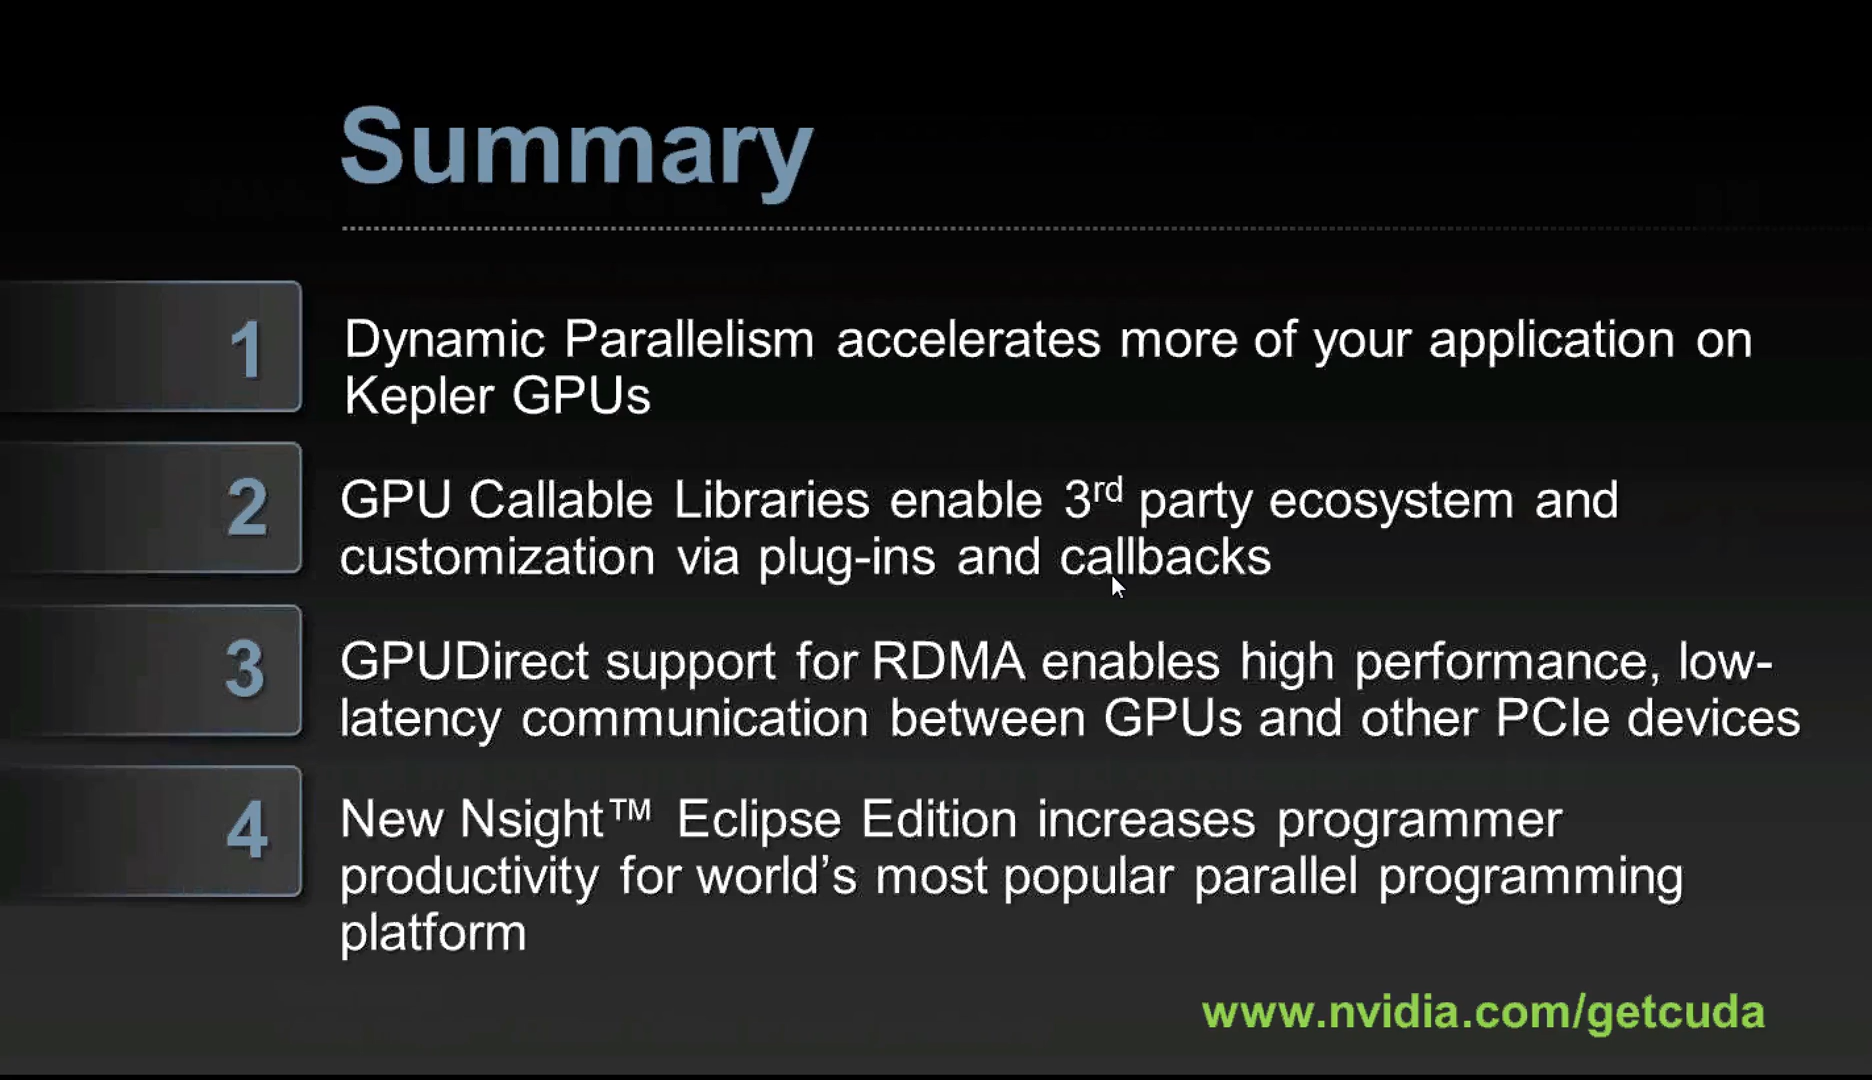 Summary
1
Dynamic Parallelism accelerates more of your application on
Kepler GPUs
2
GPU Callable Libraries enable 3rd party ecosystem and
customization via plug-ins and callbacks
3
GPUDirect support for RDMA enables high performance, low-
latency communication between GPUs and other PCIe devices
4
New Nsight™ Eclipse Edition increases programmer
productivity for world’s most popular parallel programming
platform
www.nvidia.com/getcuda